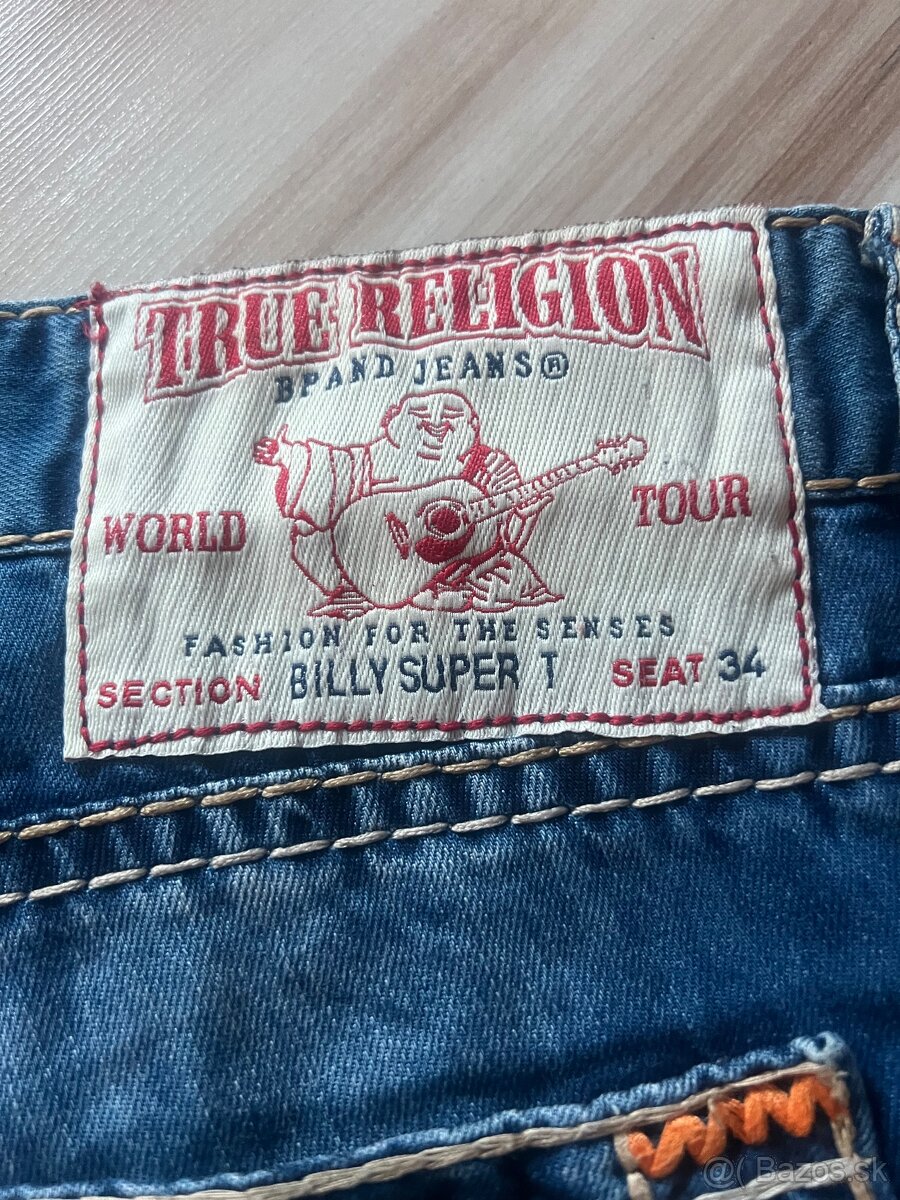 TRUE RELIGION
BRAND JEANS®
WORLD TOUR
FASHION FOR THE SENSES
SECTION BILLY SUPER T SEAT 34
@( Bazos.sk